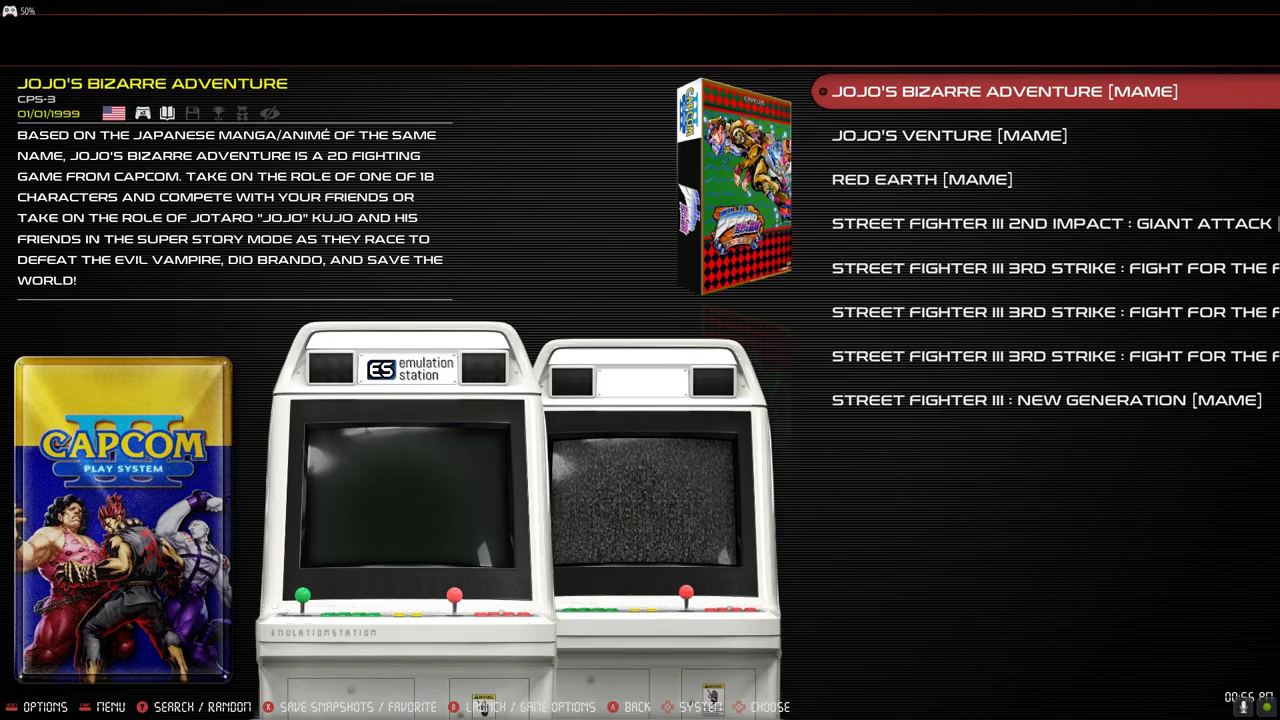 50%
JOJO'S BIZARRE ADVENTURE
CPS-3
01/01/1999
BASED ON THE JAPANESE MANGA/ANIMÉ OF THE SAME
NAME, JOJO'S BIZARRE ADVENTURE IS A 2D FIGHTING
GAME FROM CAPCOM. TAKE ON THE ROLE OF ONE OF 18
CHARACTERS AND COMPETE WITH YOUR FRIENDS OR
TAKE ON THE ROLE OF JOTARO "JOJO" KUJO AND HIS
FRIENDS IN THE SUPER STORY MODE AS THEY RACE TO
DEFEAT THE EVIL VAMPIRE, DIO BRANDO, AND SAVE THE
WORLD!
CAPCOM
CAPCOM
JOJO'S BIZARRE ADVENTURE [MAME]
JOJO'S VENTURE [MAME]
RED EARTH [MAME]
STREET FIGHTER III 2ND IMPACT : GIANT ATTACK [
STREET FIGHTER III 3RD STRIKE : FIGHT FOR THE F
STREET FIGHTER III 3RD STRIKE : FIGHT FOR THE F
STREET FIGHTER III 3RD STRIKE : FIGHT FOR THE F
STREET FIGHTER III : NEW GENERATION [MAME]
ES emulation
station
CAPCOM
III
PLAY SYSTEM
EMULATIONSTATION
OPTIONS
MENU
Y SEARCH / RANDOM
X SAVE SNAPSHOTS / FAVORITE
B LAUNCH / GAME OPTIONS
A BACK
SYSTEM
CHOOSE